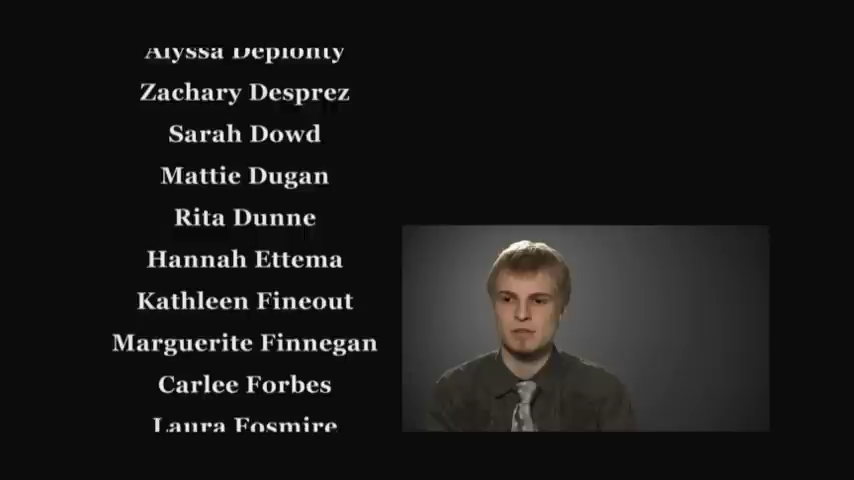 Alyssa Deplonty
Zachary Desprez
Sarah Dowd
Mattie Dugan
Rita Dunne
Hannah Ettema
Kathleen Fineout
Marguerite Finnegan
Carlee Forbes
Laura Fosmire